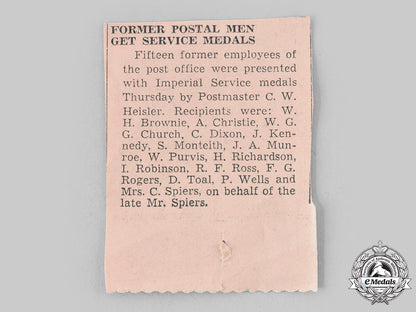 FORMER POSTAL MEN
GET SERVICE MEDALS
Fifteen former employees of
the post office were presented
with Imperial Service medals
Thursday by Postmaster C. W.
Heisler. Recipients were: W.
H. Brownie, A. Christie, W. G.
G. Church, C. Dixon, J. Ken-
nedy, S. Monteith, J. A. Mun-
roe, W. Purvis, H. Richardson,
I. Robinson, R. F. Ross, F. G.
Rogers, D. Toal, P. Wells and
Mrs. C. Spiers, on behalf of the
late Mr. Spiers.
eMedals